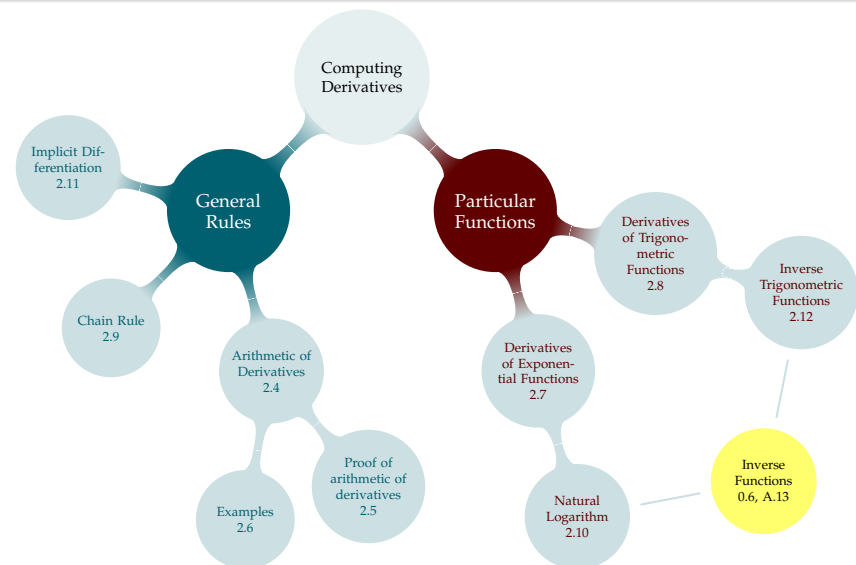 Computing
Derivatives
Implicit Dif-
ferentiation
2.11
General
Rules
Particular
Functions
Derivatives
of Trigono-
metric
Functions
2.8
Inverse
Trigonometric
Functions
2.12
Chain Rule
2.9
Arithmetic of
Derivatives
2.4
Derivatives
of Exponen-
tial Functions
2.7
Proof of
arithmetic of
derivatives
2.5
Examples
2.6
Natural
Logarithm
2.10
Inverse
Functions
0.6, A.13